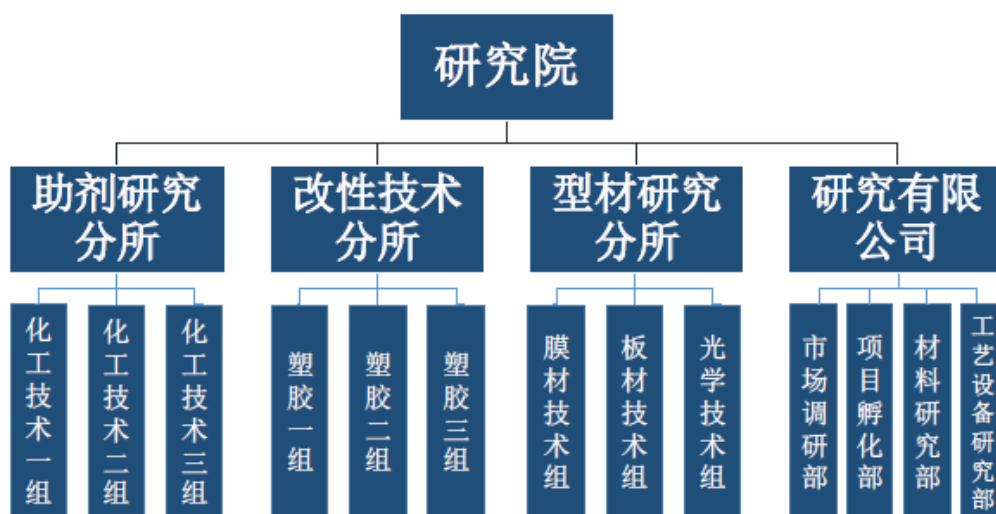 研究院
助剂研究
分所
改性技术
分所
型材研究
分所
研究有限
公司
化工技术一组
化工技术二组
化工技术三组
塑胶一组
塑胶二组
塑胶三组
膜材技术组
板材技术组
光学技术组
市场调研部
项目孵化部
材料研究部
工艺设备研究部